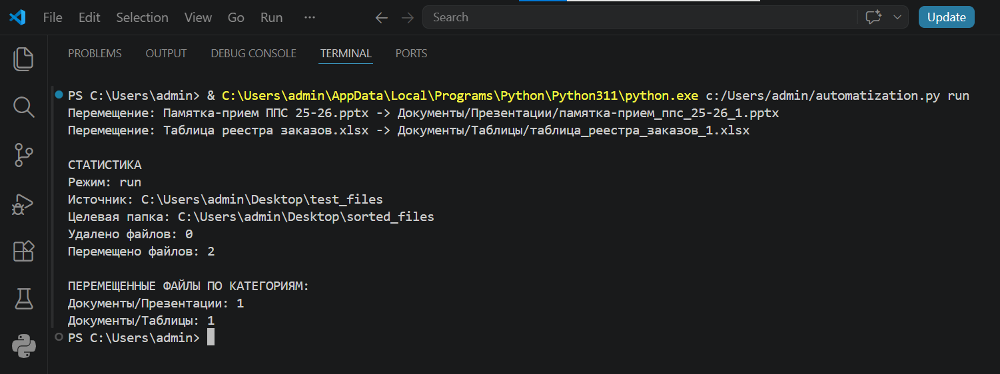 File Edit Selection View Go Run ··· Search Update
PROBLEMS OUTPUT DEBUG CONSOLE TERMINAL PORTS
PS C:\Users\admin> & C:\Users\admin\AppData\Local\Programs\Python\Python311\python.exe c:/Users/admin/automatization.py run
Перемещение: Памятка-прием ППС 25-26.pptx -> Документы/Презентации/памятка-прием_ппс_25-26_1.pptx
Перемещение: Таблица реестра заказов.xlsx -> Документы/Таблицы/таблица_реестра_заказов_1.xlsx
СТАТИСТИКА
Режим: run
Источник: C:\Users\admin\Desktop\test_files
Целевая папка: C:\Users\admin\Desktop\sorted_files
Удалено файлов: 0
Перемещено файлов: 2
ПЕРЕМЕЩЕННЫЕ ФАЙЛЫ ПО КАТЕГОРИЯМ:
Документы/Презентации: 1
Документы/Таблицы: 1
PS C:\Users\admin>